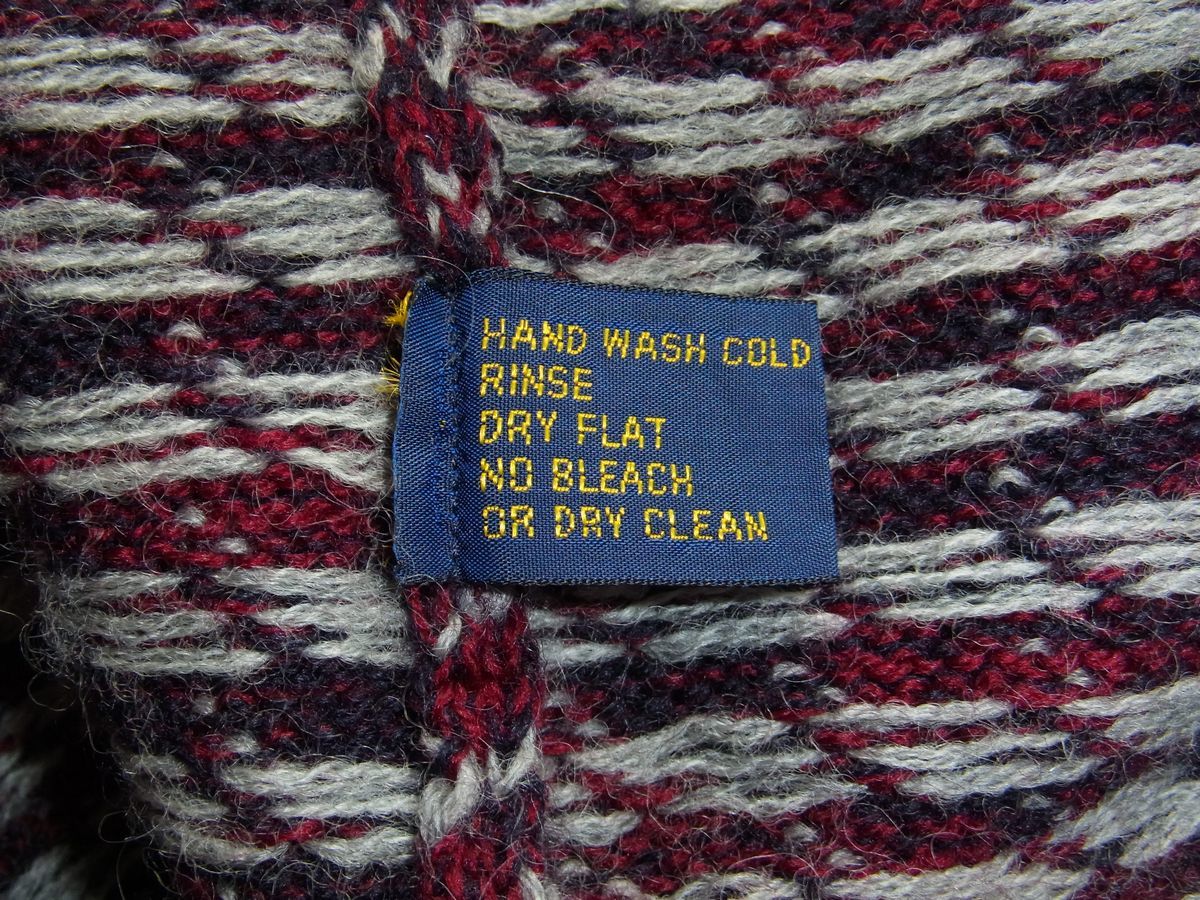 HAND WASH COLD
RINSE
DRY FLAT
NO BLEACH
OR DRY CLEAN